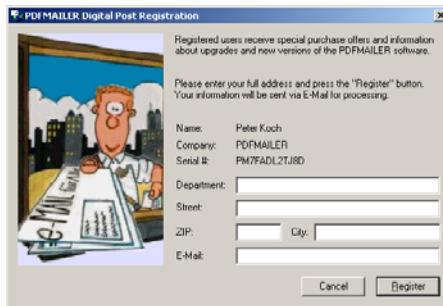 PDFMAILER Digital Post Registration
Registered users receive special purchase offers and information
about upgrades and new versions of the PDFMAILER software.
Please enter your full address and press the "Register" button.
Your information will be sent via E-Mail for processing.
Name: Peter Koch
Company: PDFMAILER
Serial #: PM7FADL2TJ8D
Department:
Street:
ZIP: City:
E-Mail:
e-MAIL
Cancel Register